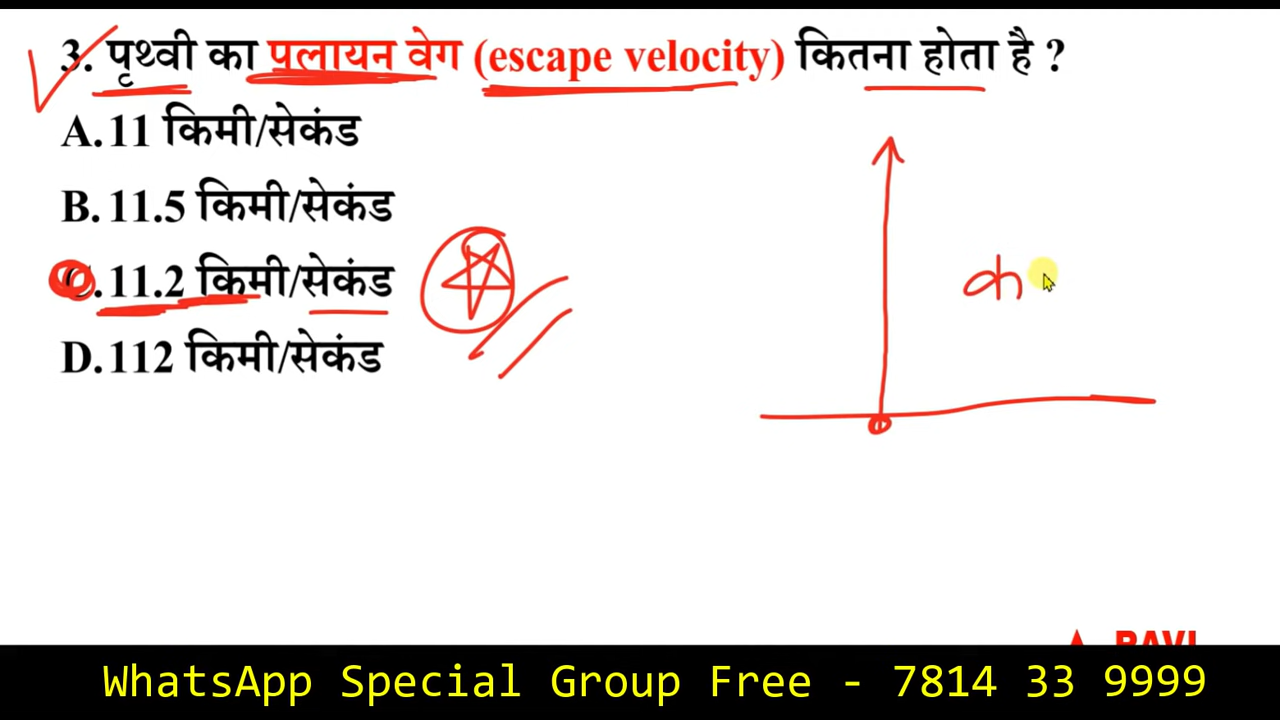 3. पृथ्वी का पलायन वेग (escape velocity) कितना होता है ?
A. 11 किमी/सेकंड
B. 11.5 किमी/सेकंड
C. 11.2 किमी/सेकंड
D. 112 किमी/सेकंड
WhatsApp Special Group Free - 7814 33 9999